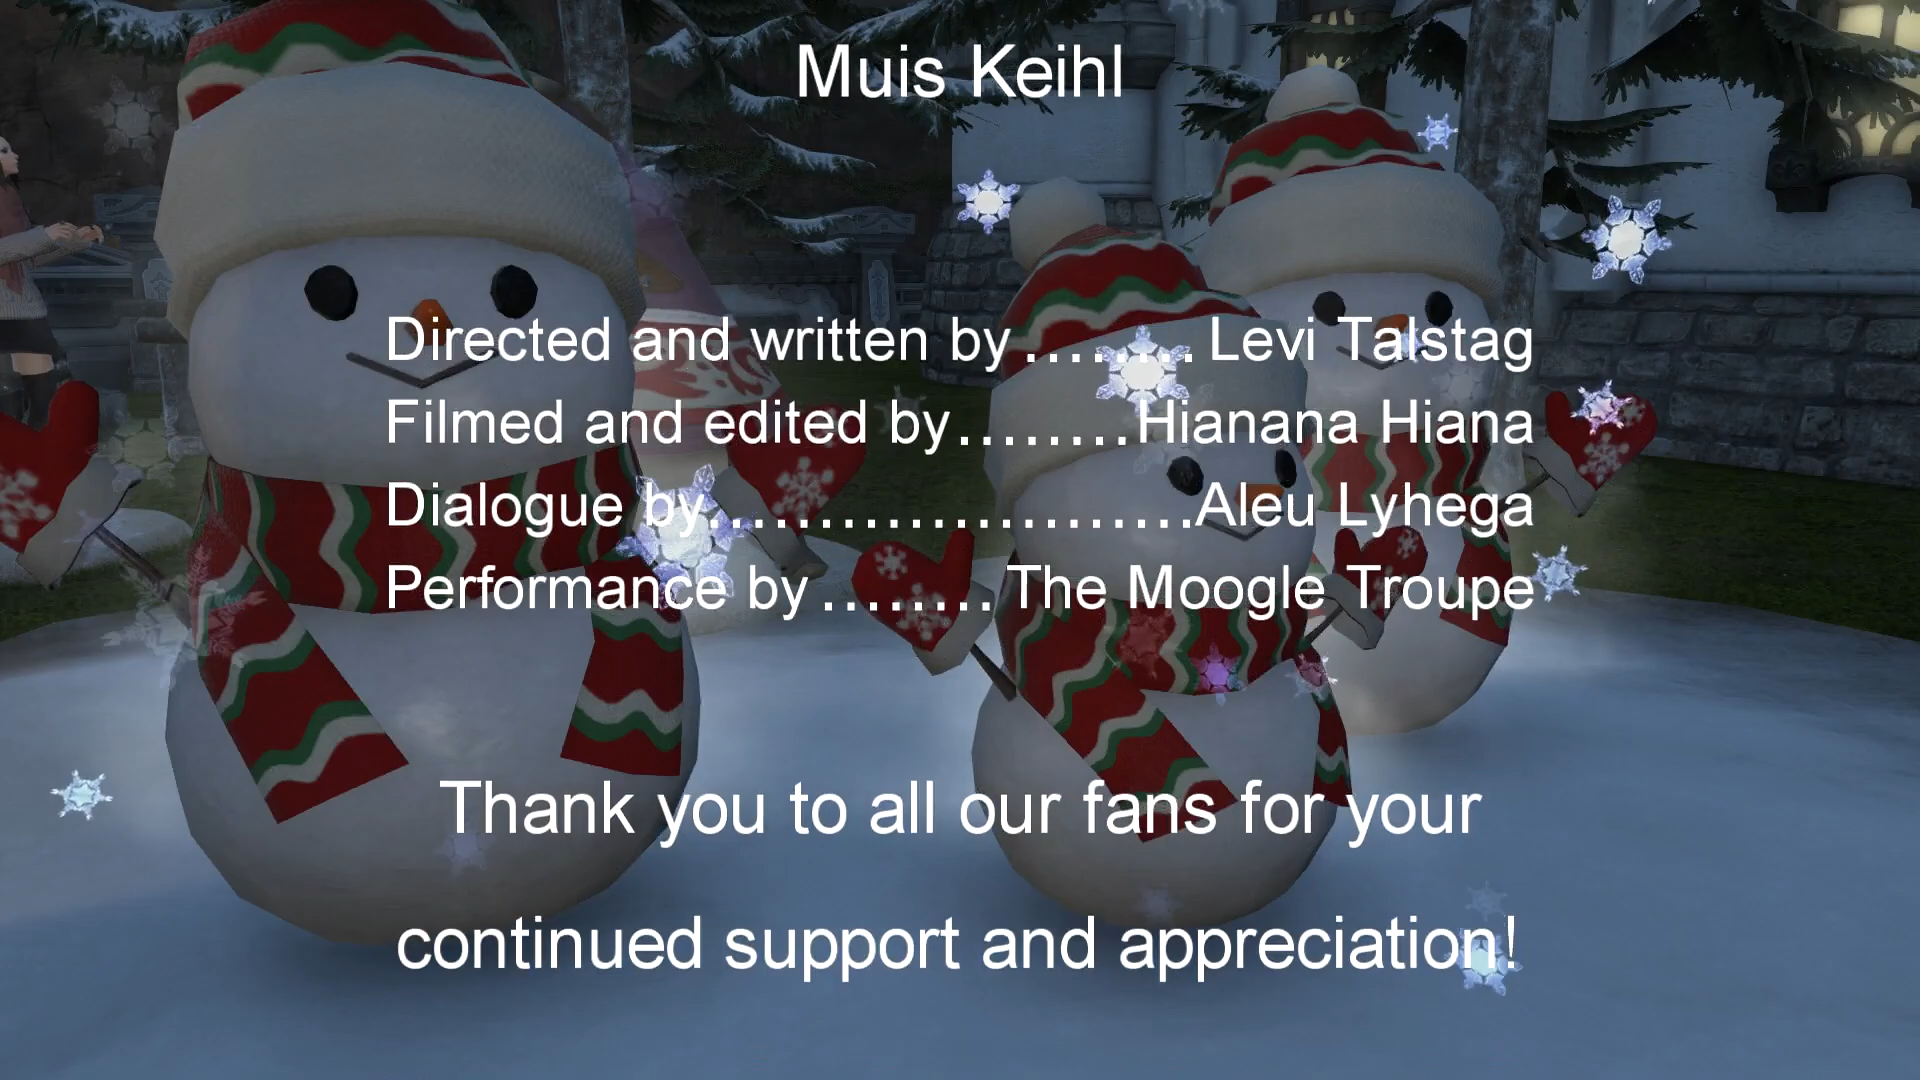 Muis Keihl
Directed and written by........Levi Talstag
Filmed and edited by........Hianana Hiana
Dialogue by.......................Aleu Lyhega
Performance by........The Moogle Troupe
Thank you to all our fans for your
continued support and appreciation!